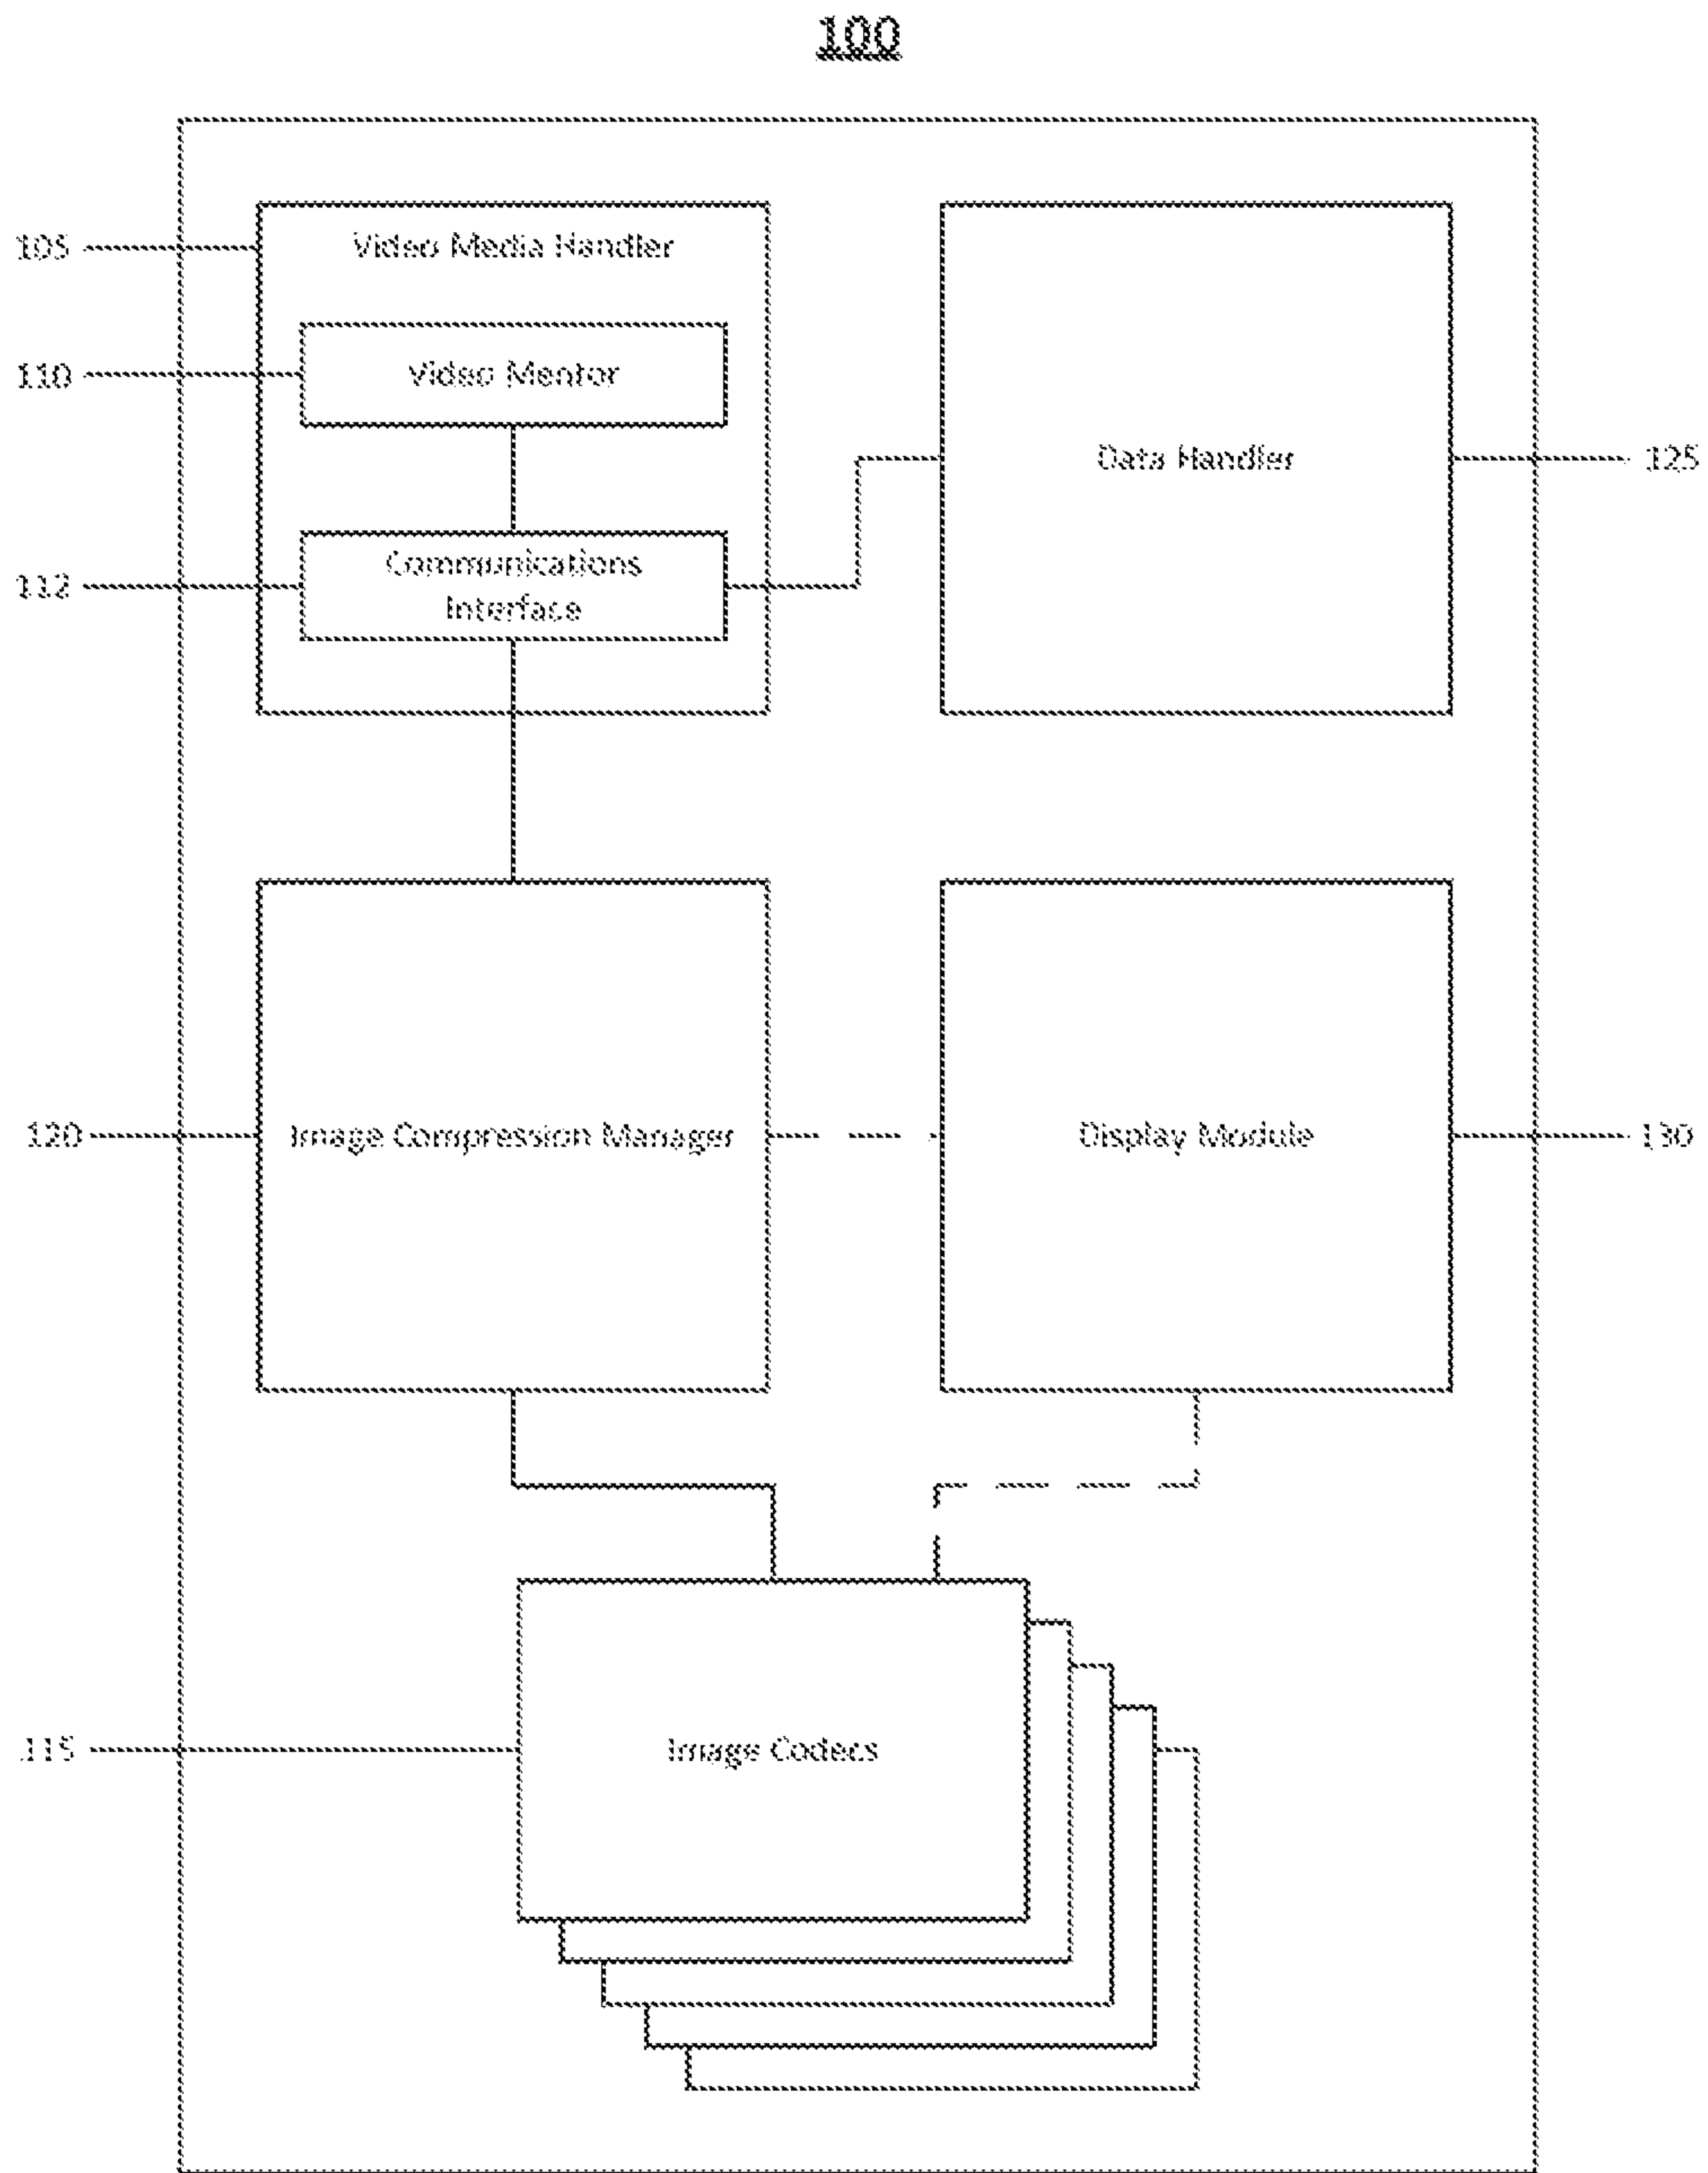 100
105
Video Media Handler
110
Video Mentor
112
Communications
Interface
Data Handler
125
120
Image Compression Manager
Display Module
130
115
Image Codecs